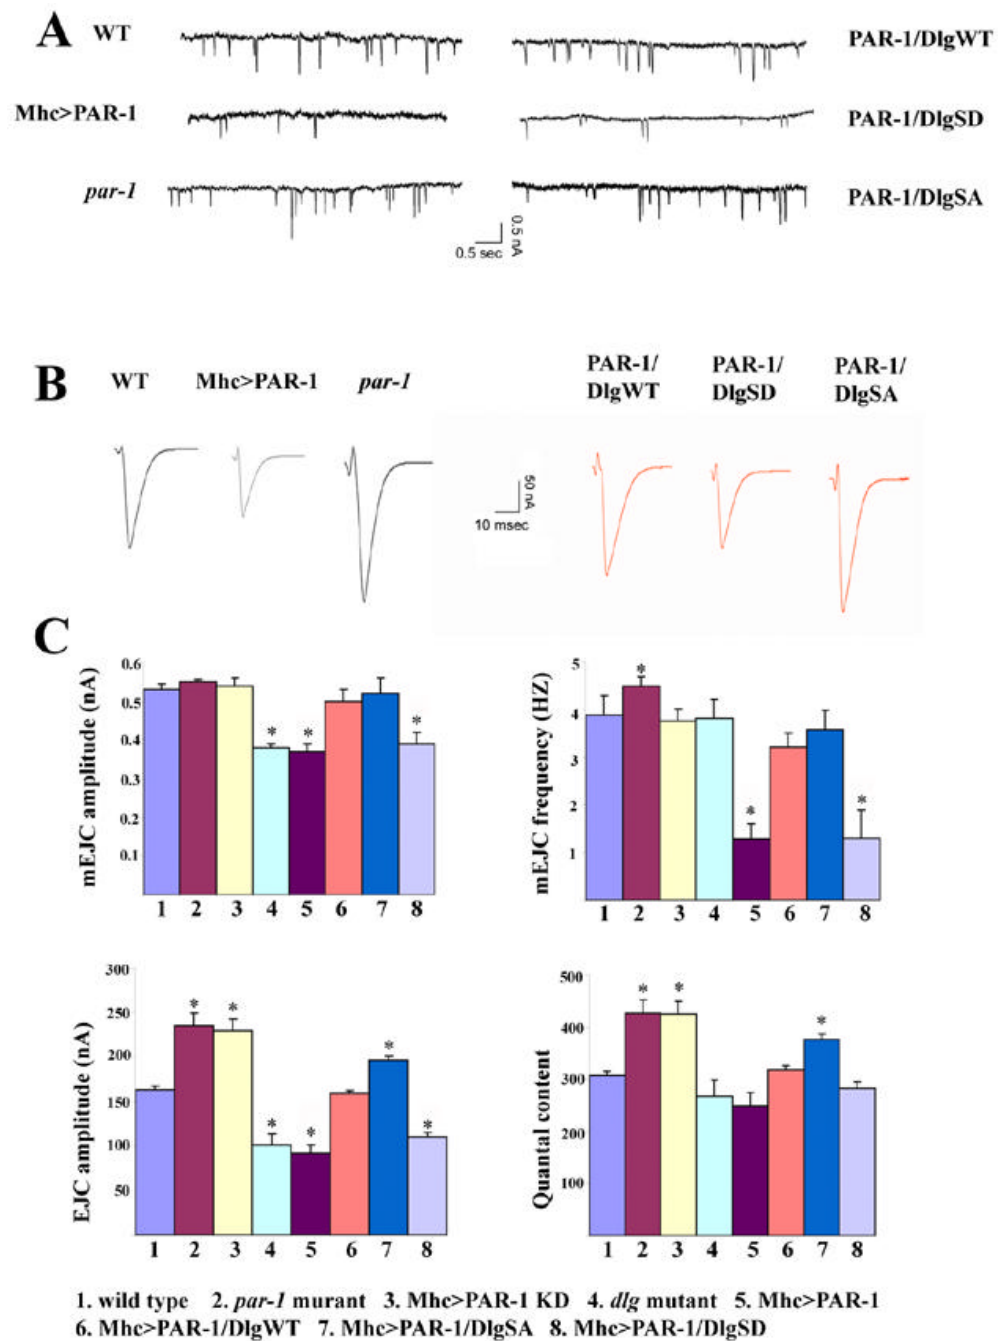 A
WT
PAR-1/DlgWT
Mhc>PAR-1
PAR-1/DlgSD
par-1
PAR-1/DlgSA
0.5 sec
0.5 nA
B
WT
Mhc>PAR-1
par-1
PAR-1/
DlgWT
PAR-1/
DlgSD
PAR-1/
DlgSA
50 nA
10 msec
C
mEJC amplitude (nA)
0.6
0.5
0.4
0.3
0.2
0.1
* * *
1 2 3 4 5 6 7 8
mEJC frequency (HZ)
5
4
3
2
1
* * *
1 2 3 4 5 6 7 8
EJC amplitude (nA)
300
250
200
150
100
50
* * * * * *
1 2 3 4 5 6 7 8
Quantal content
500
400
300
200
100
* * *
1 2 3 4 5 6 7 8
1. wild type 2. par-1 murant 3. Mhc>PAR-1 KD 4. dlg mutant 5. Mhc>PAR-1
6. Mhc>PAR-1/DlgWT 7. Mhc>PAR-1/DlgSA 8. Mhc>PAR-1/DlgSD